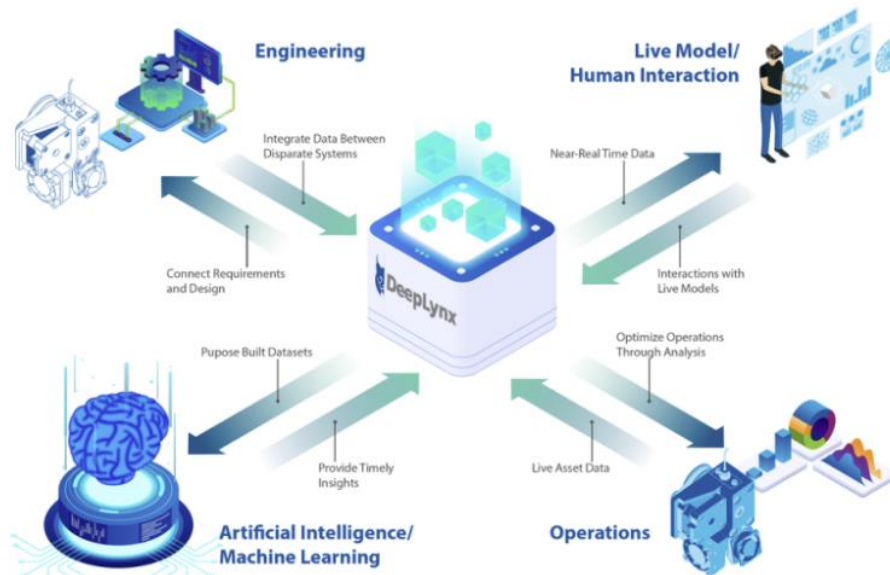 Engineering
Live Model/
Human Interaction
Integrate Data Between
Disparate Systems
Near-Real Time Data
Connect Requirements
and Design
DeepLynx
Interactions with
Live Models
Pupose Built Datasets
Optimize Operations
Through Analysis
Provide Timely
Insights
Live Asset Data
Artificial Intelligence/
Machine Learning
Operations